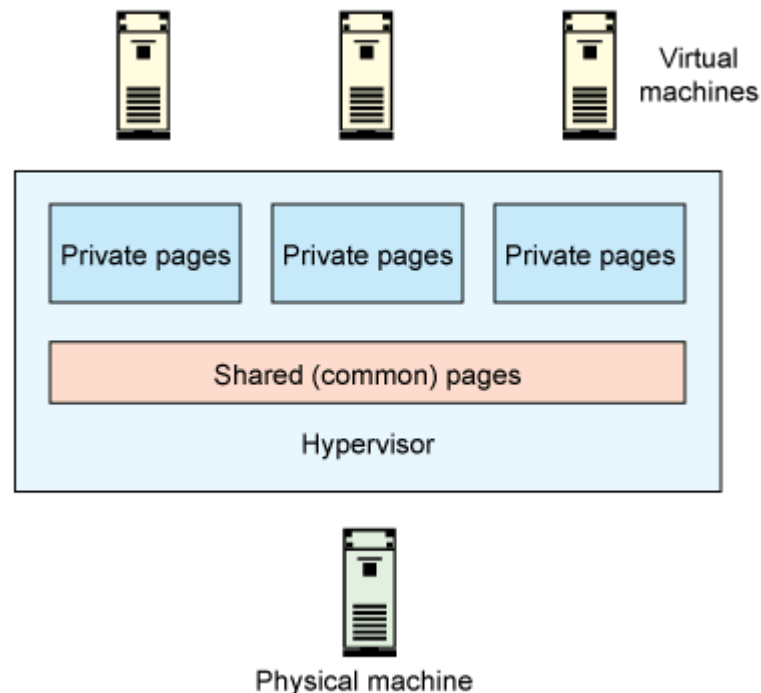 Virtual
machines
Private pages
Private pages
Private pages
Shared (common) pages
Hypervisor
Physical machine